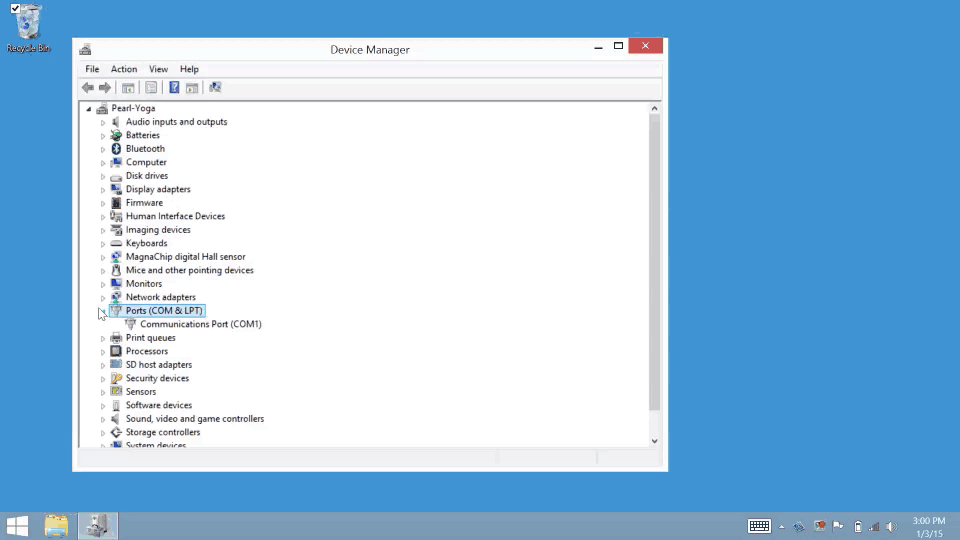 Recycle Bin
Device Manager
File Action View Help
Pearl-Yoga
Audio inputs and outputs
Batteries
Bluetooth
Computer
Disk drives
Display adapters
Firmware
Human Interface Devices
Imaging devices
Keyboards
MagnaChip digital Hall sensor
Mice and other pointing devices
Monitors
Network adapters
Ports (COM & LPT)
Communications Port (COM1)
Print queues
Processors
SD host adapters
Security devices
Sensors
Software devices
Sound, video and game controllers
Storage controllers
System devices
3:00 PM
1/3/15